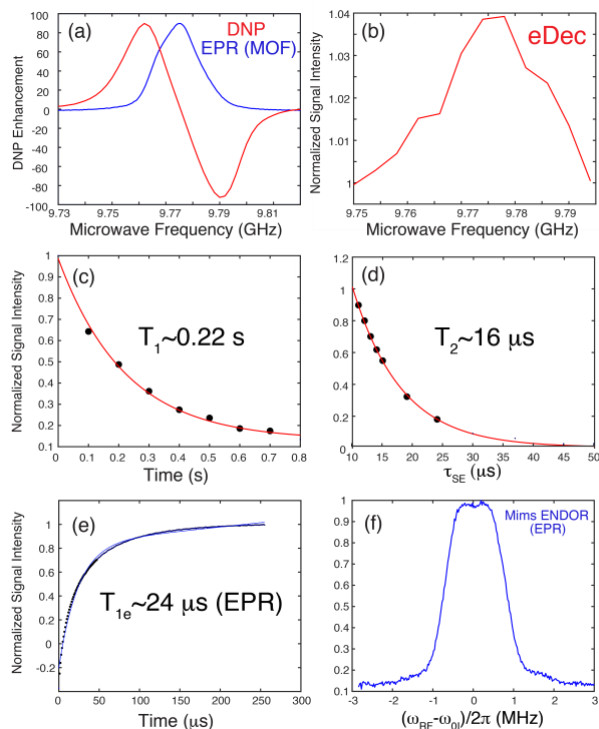 (a)
DNP
EPR (MOF)
DNP Enhancement
100
80
60
40
20
0
-20
-40
-60
-80
-100
9.73 9.75 9.77 9.79 9.81
Microwave Frequency (GHz)
(b)
eDec
Normalized Signal Intensity
1.04
1.03
1.02
1.01
1
9.75 9.76 9.77 9.78 9.79
Microwave Frequency (GHz)
(c)
T1~0.22 s
Normalized Signal Intensity
1
0.9
0.8
0.7
0.6
0.5
0.4
0.3
0.2
0.1
0 0.1 0.2 0.3 0.4 0.5 0.6 0.7 0.8
Time (s)
(d)
T2~16 μs
1.2
1
0.8
0.6
0.4
0.2
0
10 15 20 25 30 35 40 45 50
τSE (μs)
(e)
T1e~24 μs (EPR)
Normalized Signal Intensity
1.2
1
0.8
0.6
0.4
0.2
0
-0.2
0 50 100 150 200 250 300
Time (μs)
(f)
Mims ENDOR
(EPR)
1
0.9
0.8
0.7
0.6
0.5
0.4
0.3
0.2
0.1
-3 -2 -1 0 1 2 3
(ωRF-ω0I)/2π (MHz)